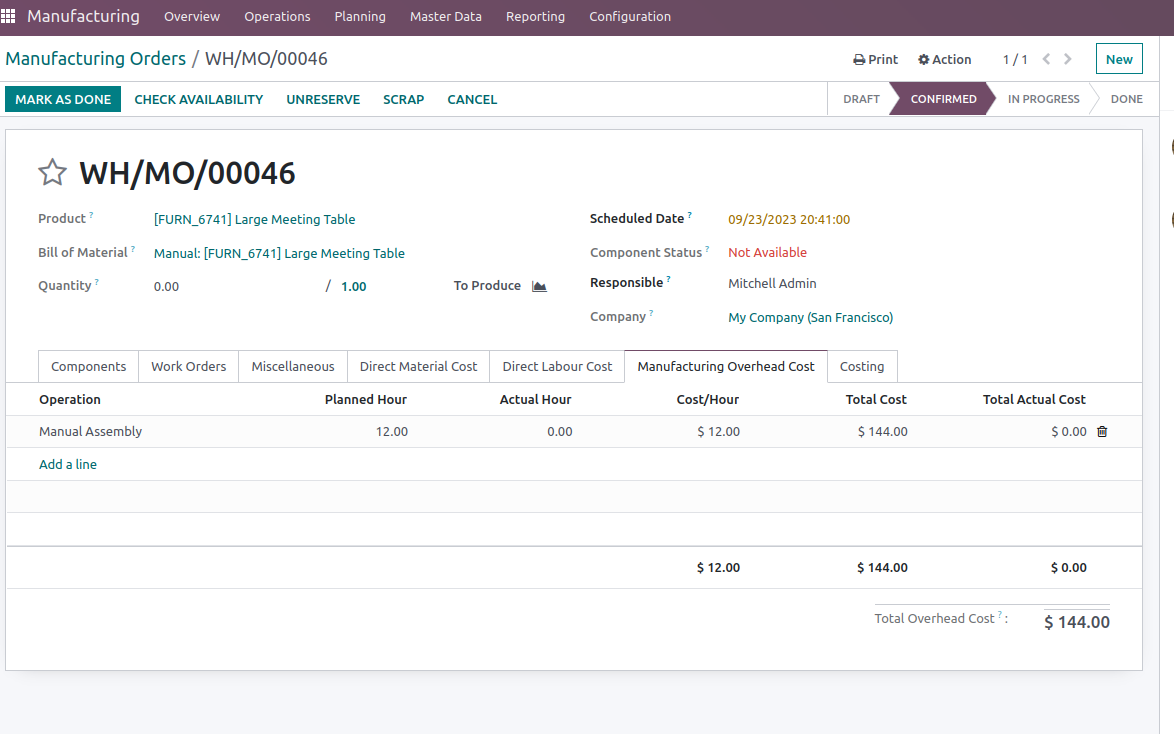 Manufacturing Overview Operations Planning Master Data Reporting Configuration
Manufacturing Orders / WH/MO/00046 Print Action 1 / 1 New
MARK AS DONE CHECK AVAILABILITY UNRESERVE SCRAP CANCEL DRAFT CONFIRMED IN PROGRESS DONE
WH/MO/00046
Product ? [FURN_6741] Large Meeting Table Scheduled Date ? 09/23/2023 20:41:00
Bill of Material ? Manual: [FURN_6741] Large Meeting Table Component Status ? Not Available
Quantity ? 0.00 / 1.00 To Produce Responsible ? Mitchell Admin
Company ? My Company (San Francisco)
Components Work Orders Miscellaneous Direct Material Cost Direct Labour Cost Manufacturing Overhead Cost Costing
Operation Planned Hour Actual Hour Cost/Hour Total Cost Total Actual Cost
Manual Assembly 12.00 0.00 $ 12.00 $ 144.00 $ 0.00
Add a line
$ 12.00 $ 144.00 $ 0.00
Total Overhead Cost ? : $ 144.00